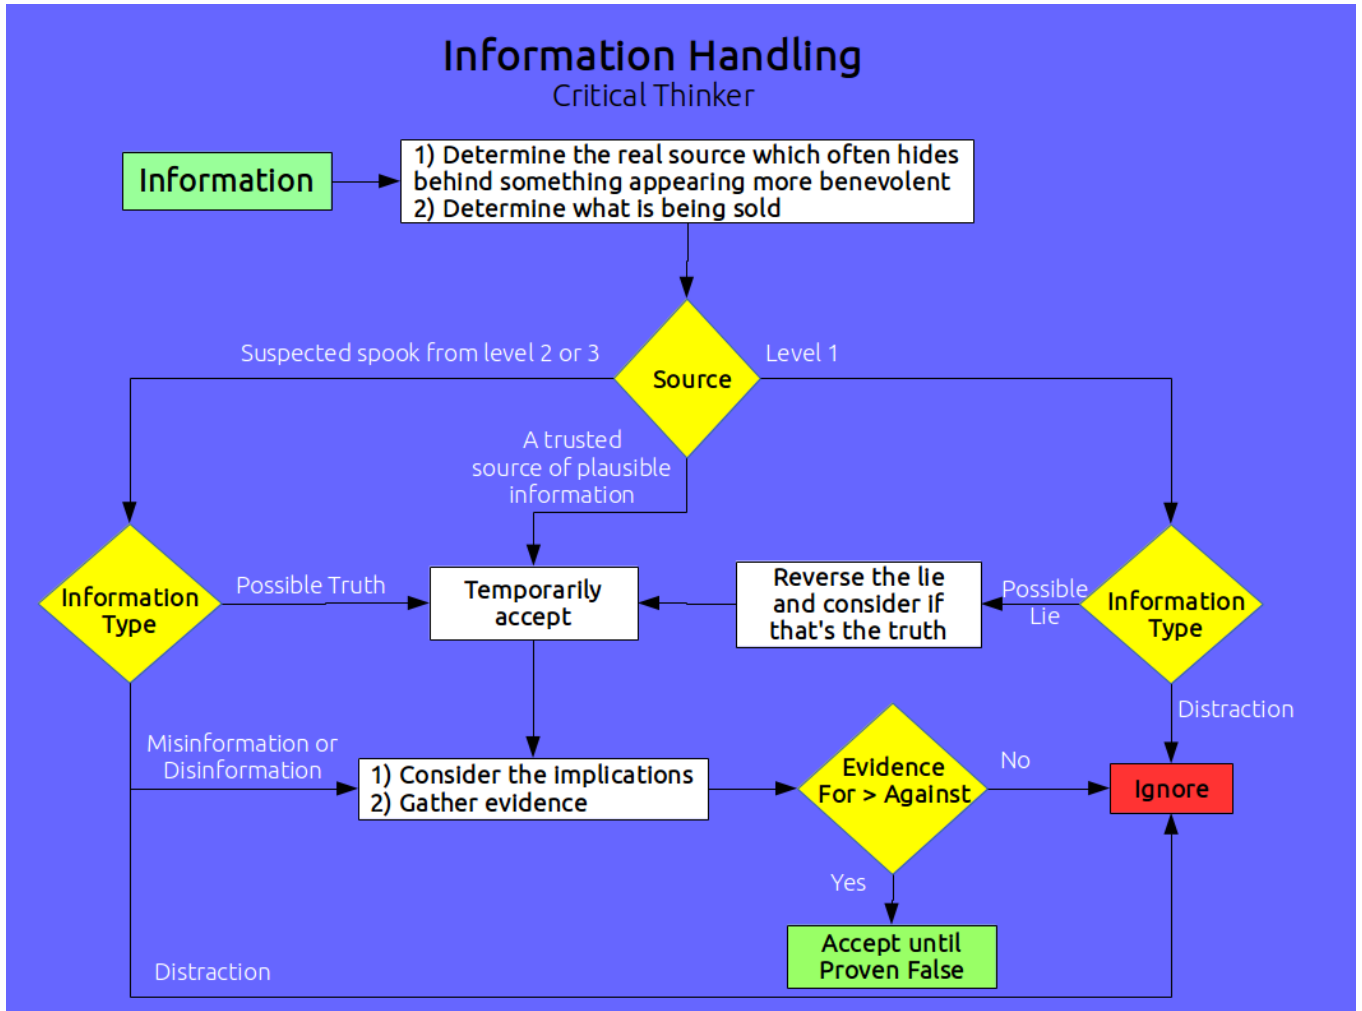 Information Handling
Critical Thinker
Information
1) Determine the real source which often hides
behind something appearing more benevolent
2) Determine what is being sold
Suspected spook from level 2 or 3
Source
Level 1
A trusted
source of plausible
information
Information
Type
Possible Truth
Temporarily
accept
Reverse the lie
and consider if
that's the truth
Possible
Lie
Information
Type
Distraction
Misinformation or
Disinformation
1) Consider the implications
2) Gather evidence
Evidence
For > Against
No
Ignore
Yes
Accept until
Proven False
Distraction